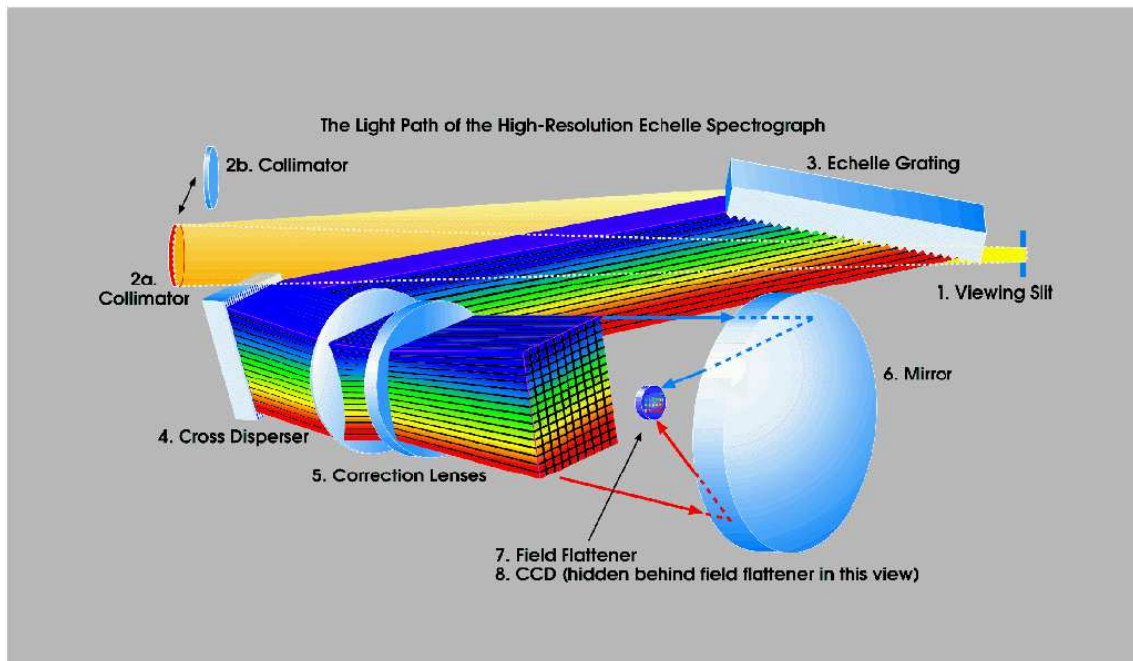 The Light Path of the High-Resolution Echelle Spectrograph
2b. Collimator
3. Echelle Grating
2a.
Collimator
1. Viewing Slit
6. Mirror
4. Cross Disperser
5. Correction Lenses
7. Field Flattener
8. CCD (hidden behind field flattener in this view)